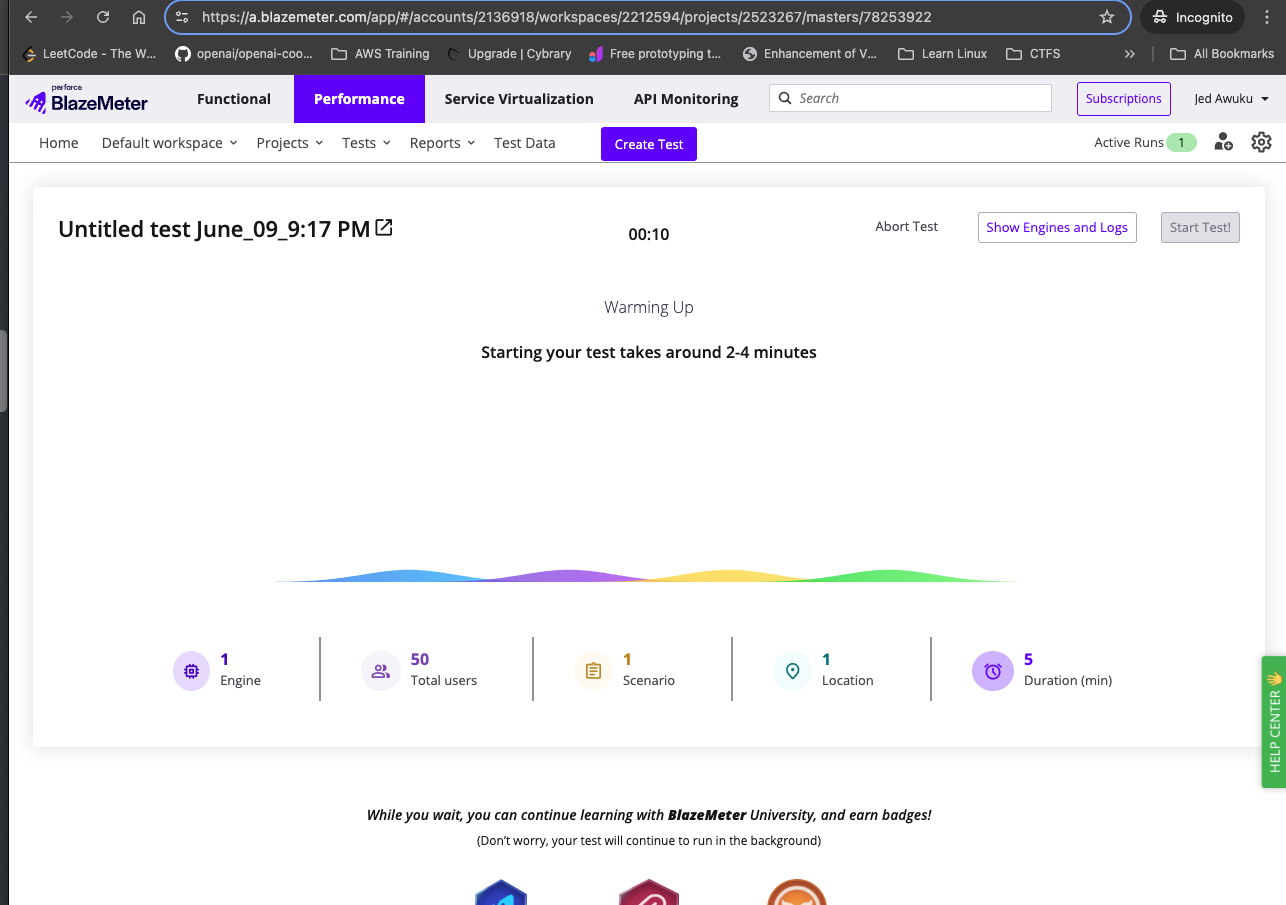 https://a.blazemeter.com/app/#/accounts/2136918/workspaces/2212594/projects/2523267/masters/78253922
Incognito
LeetCode - The W...
openai/openai-coo...
AWS Training
Upgrade | Cybrary
Free prototyping t...
Enhancement of V...
Learn Linux
CTFS
»
All Bookmarks
perforce
BlazeMeter
Functional
Performance
Service Virtualization
API Monitoring
Search
Subscriptions
Jed Awuku
Home
Default workspace
Projects
Tests
Reports
Test Data
Create Test
Active Runs 1
Untitled test June_09_9:17 PM
00:10
Abort Test
Show Engines and Logs
Start Test!
Warming Up
Starting your test takes around 2-4 minutes
1
Engine
50
Total users
1
Scenario
1
Location
5
Duration (min)
HELP CENTER 👋
While you wait, you can continue learning with BlazeMeter University, and earn badges!
(Don't worry, your test will continue to run in the background)